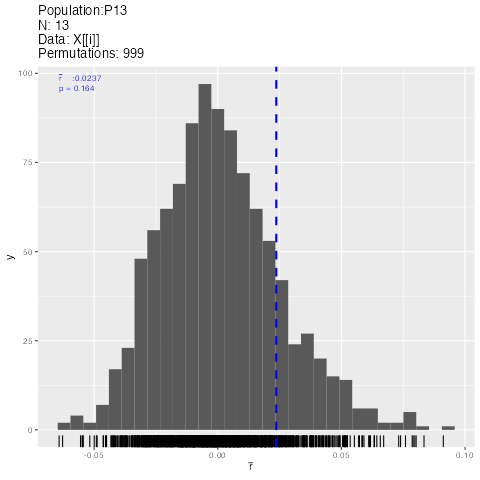 Population:P13
N: 13
Data: X[[i]]
Permutations: 999
r̄ :0.0237
p = 0.164
100
75
50
25
0
y
-0.05 0.00 0.05 0.10
r̄